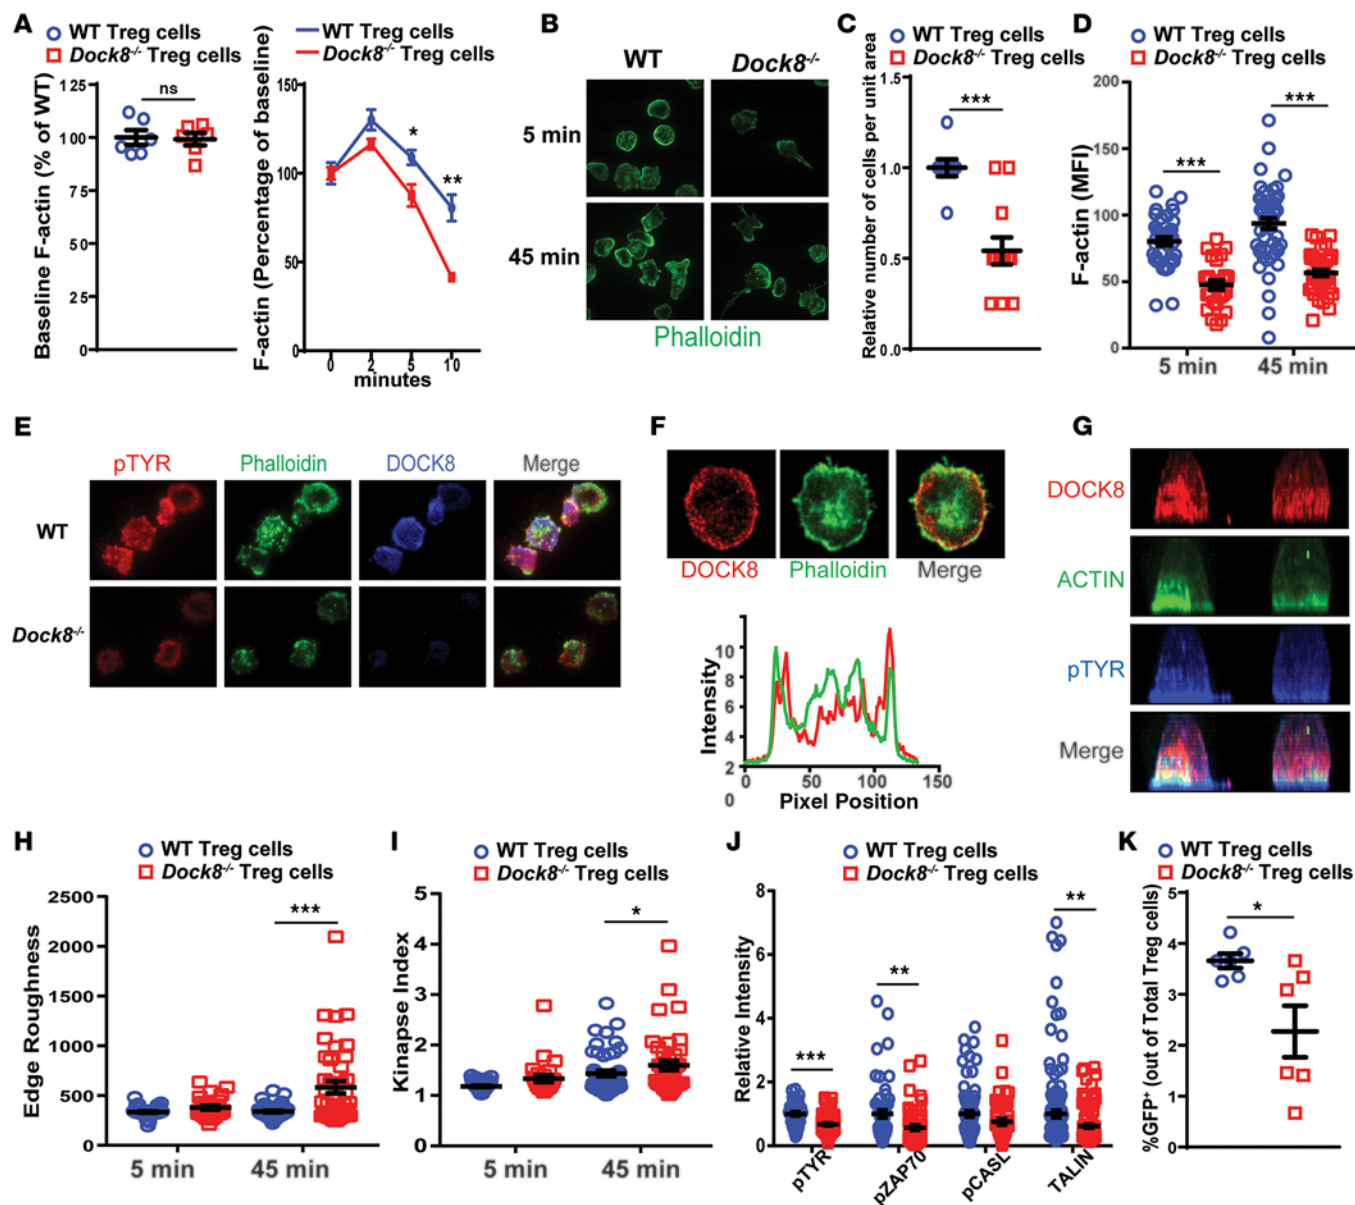 A
WT Treg cells
Dock8-/- Treg cells
Baseline F-actin (% of WT)
125
100
75
50
25
0
ns
WT Treg cells
Dock8-/- Treg cells
F-actin (Percentage of baseline)
150
100
50
0
*
**
0 2 5 10
minutes
B
WT Dock8-/-
5 min
45 min
Phalloidin
C
WT Treg cells
Dock8-/- Treg cells
Relative number of cells per unit area
1.5
1.0
0.5
0.0
***
D
WT Treg cells
Dock8-/- Treg cells
F-actin (MFI)
200
150
100
50
0
***
***
5 min 45 min
E
pTYR Phalloidin DOCK8 Merge
WT
Dock8-/-
F
DOCK8 Phalloidin Merge
Intensity
10
8
6
4
2
0
0 50 100 150
Pixel Position
G
DOCK8
ACTIN
pTYR
Merge
H
WT Treg cells
Dock8-/- Treg cells
Edge Roughness
2500
2000
1500
1000
500
0
***
5 min 45 min
I
WT Treg cells
Dock8-/- Treg cells
Kinapse Index
5
4
3
2
1
0
*
5 min 45 min
J
WT Treg cells
Dock8-/- Treg cells
Relative Intensity
8
6
4
2
0
***
**
**
pTYR pZAP70 pCASL TALIN
K
WT Treg cells
Dock8-/- Treg cells
%GFP+ (out of Total Treg cells)
5
4
3
2
1
0
*